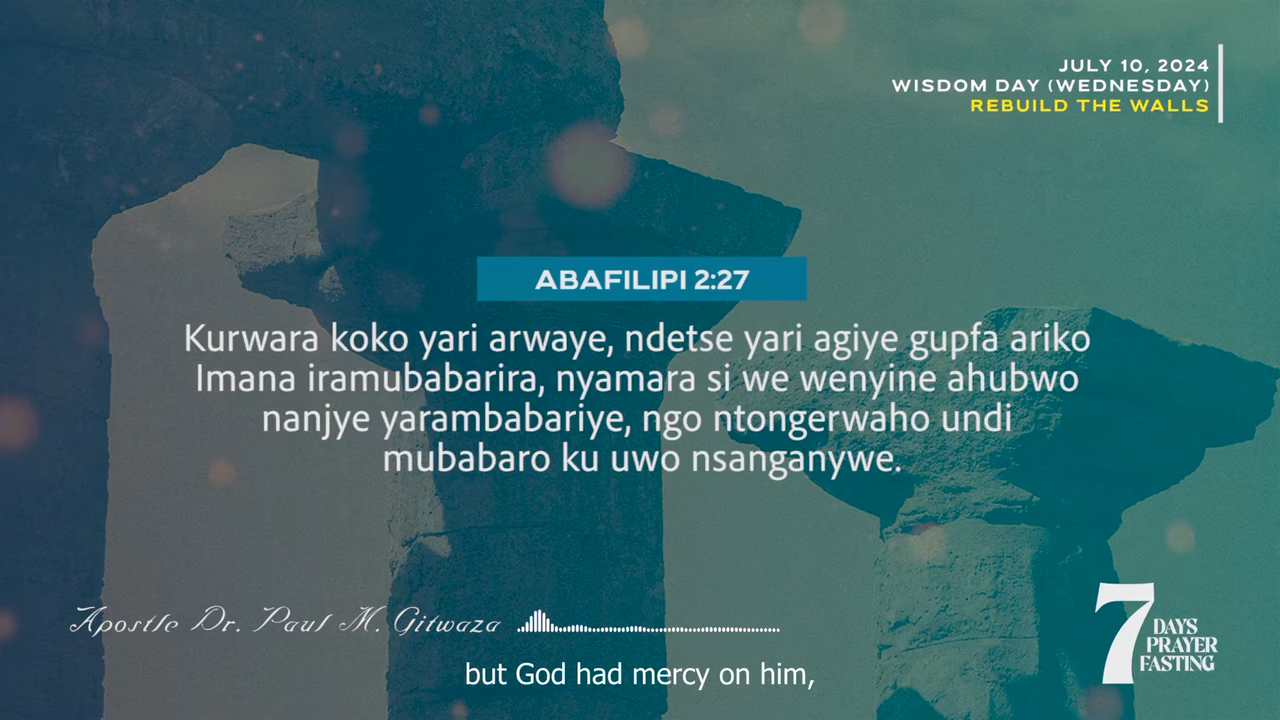 JULY 10, 2024
WISDOM DAY (WEDNESDAY)
REBUILD THE WALLS
ABAFILIPI 2:27
Kurwara koko yari arwaye, ndetse yari agiye gupfa ariko
Imana iramubabarira, nyamara si we wenyine ahubwo
nanjye yarambabariye, ngo ntongerwaho undi
mubabaro ku uwo nsanganywe.
Apostle Dr. Paul M. Gitwaza
7 DAYS
PRAYER
FASTING
but God had mercy on him,